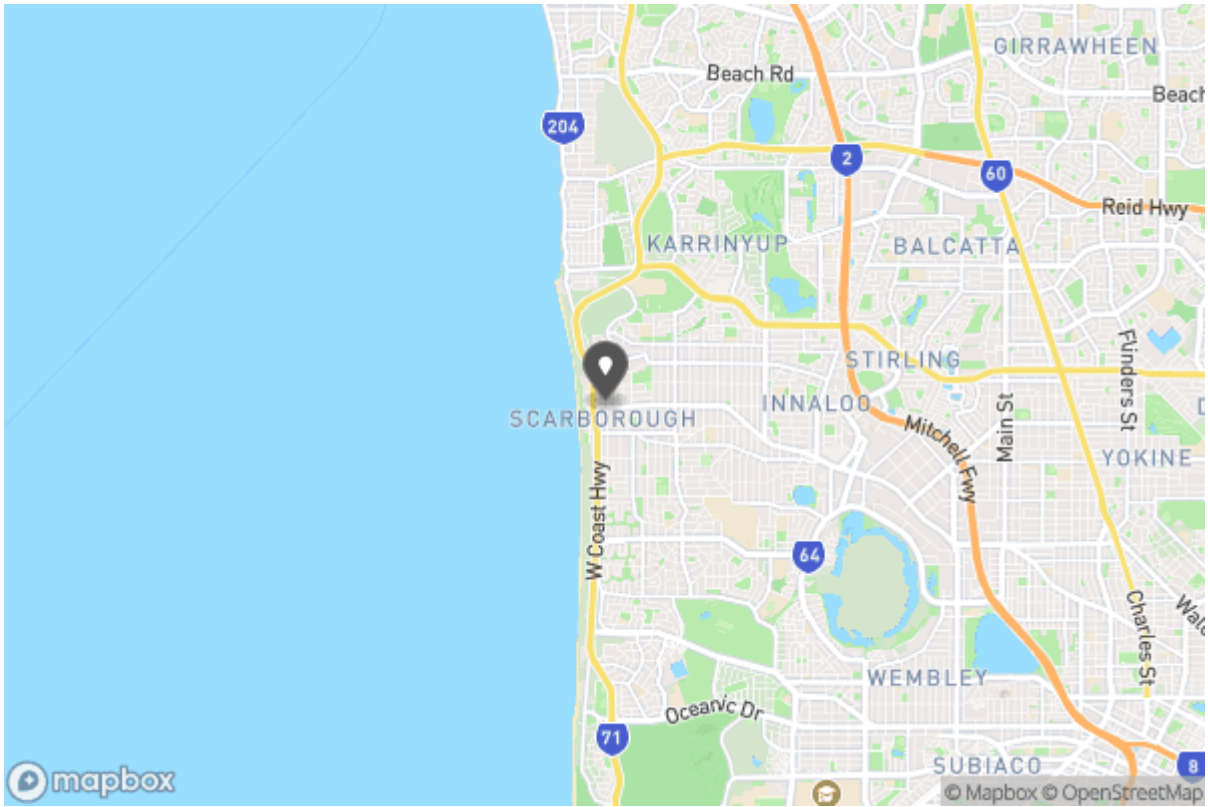 GIRRAWHEEN
Beach Rd
Beach
204
2
60
Reid Hwy
KARRINYUP
BALCATTA
Flinders St
STIRLING
INNALOO
SCARBOROUGH
Main St
Mitchell Fwy
YOKINE
W Coast Hwy
64
Charles St
WEMBLEY
Oceanic Dr
71
SUBIACO
8
mapbox
© Mapbox © OpenStreetMap